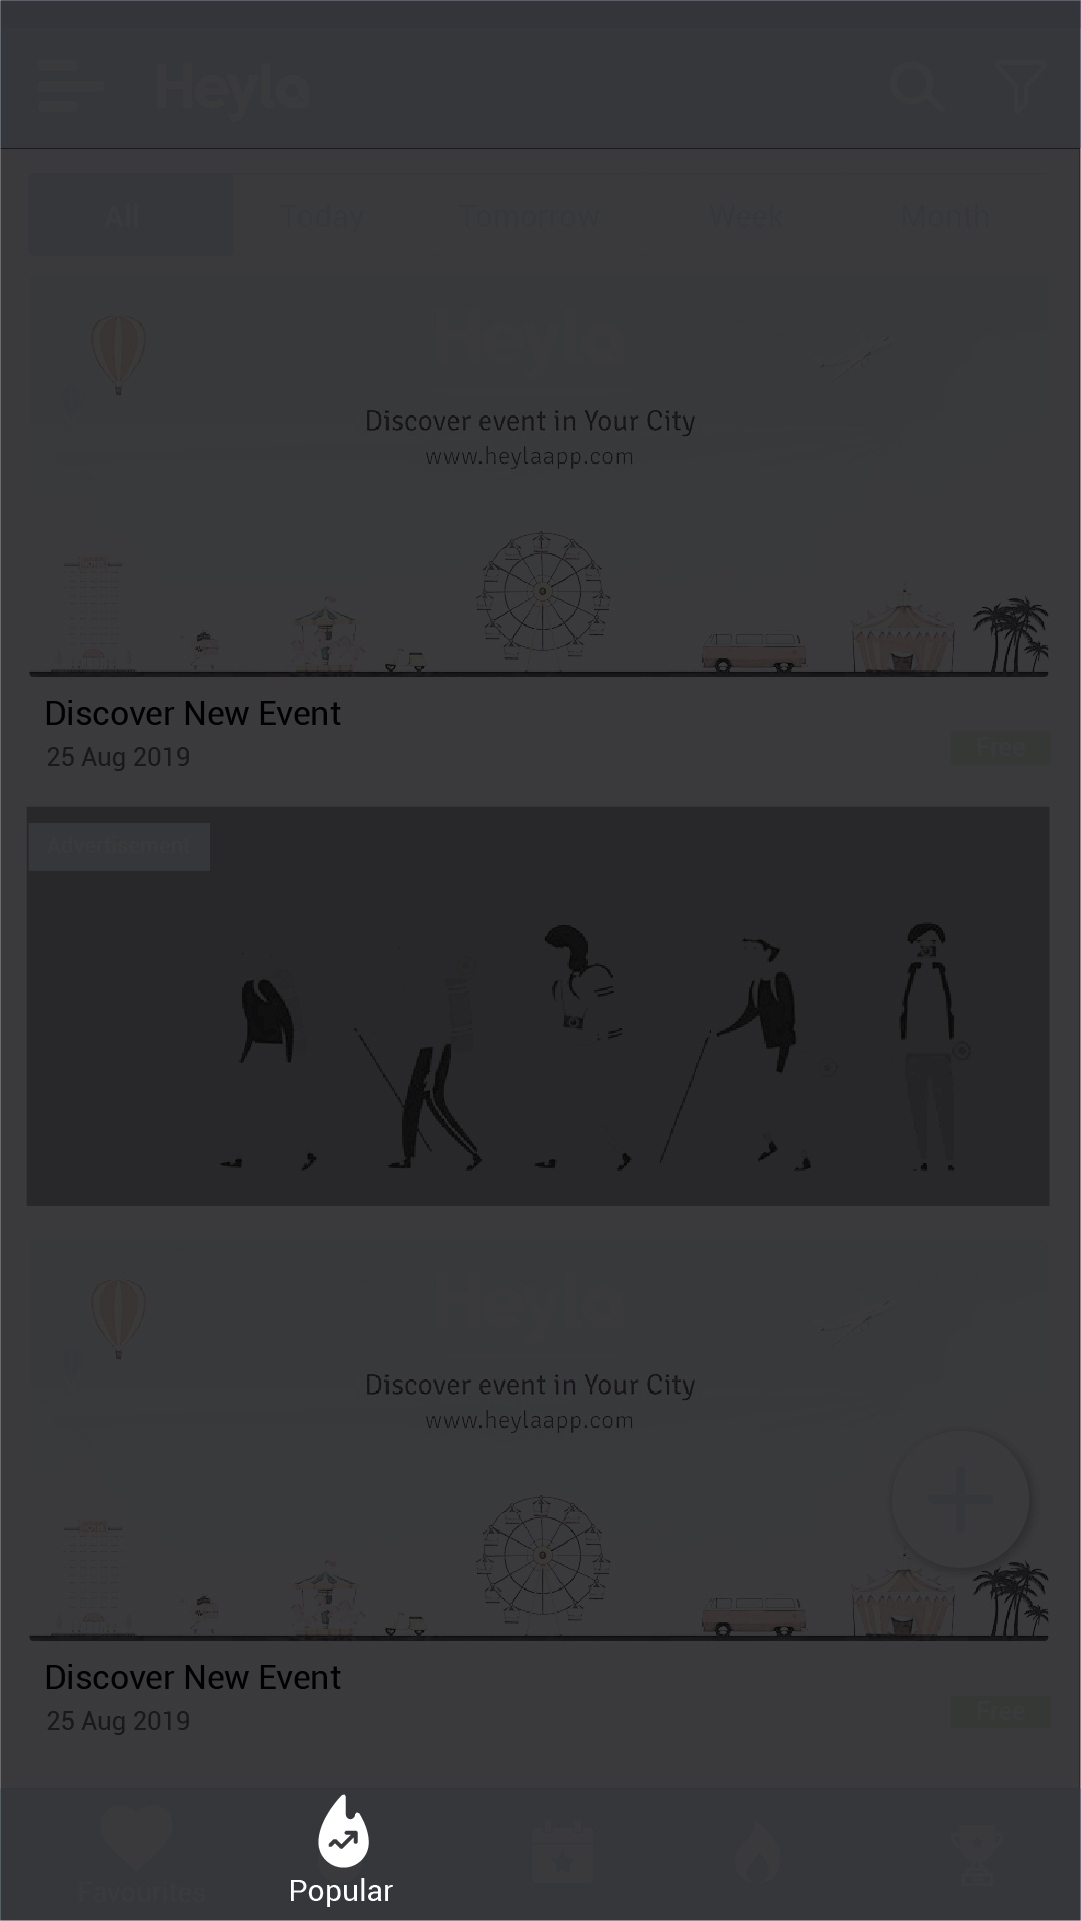 Heyla
All Today Tomorrow Week Month
Heyla
Discover event in Your City
www.heylaapp.com
Discover New Event
25 Aug 2019
Free
Advertisement
Heyla
Discover event in Your City
www.heylaapp.com
Discover New Event
25 Aug 2019
Free
Favourites Popular